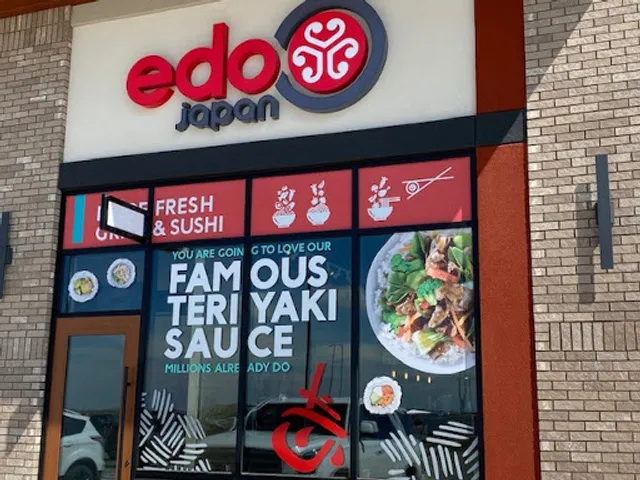 edo
japan
FRESH
& SUSHI
YOU ARE GOING TO LOVE OUR
FAMOUS
TERIYAKI
SAUCE
MILLIONS ALREADY DO